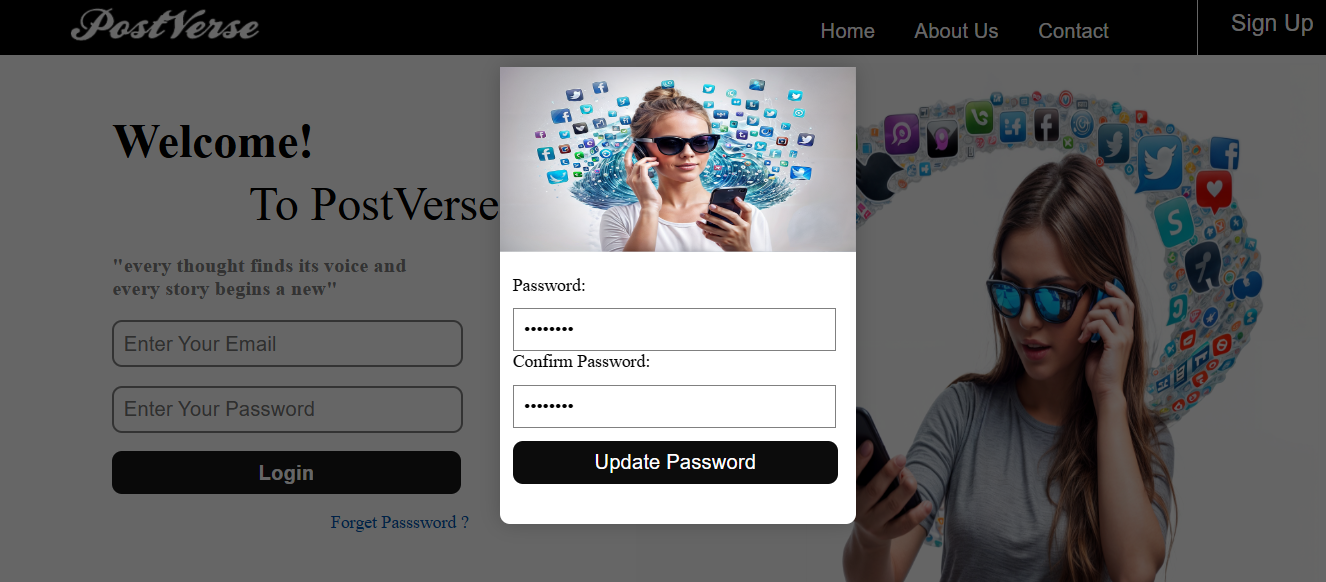 PostVerse
Home About Us Contact Sign Up
Welcome!
To PostVerse
"every thought finds its voice and
every story begins a new"
Enter Your Email
Enter Your Password
Login
Forget Passsword ?
Password:
••••••••
Confirm Password:
••••••••
Update Password